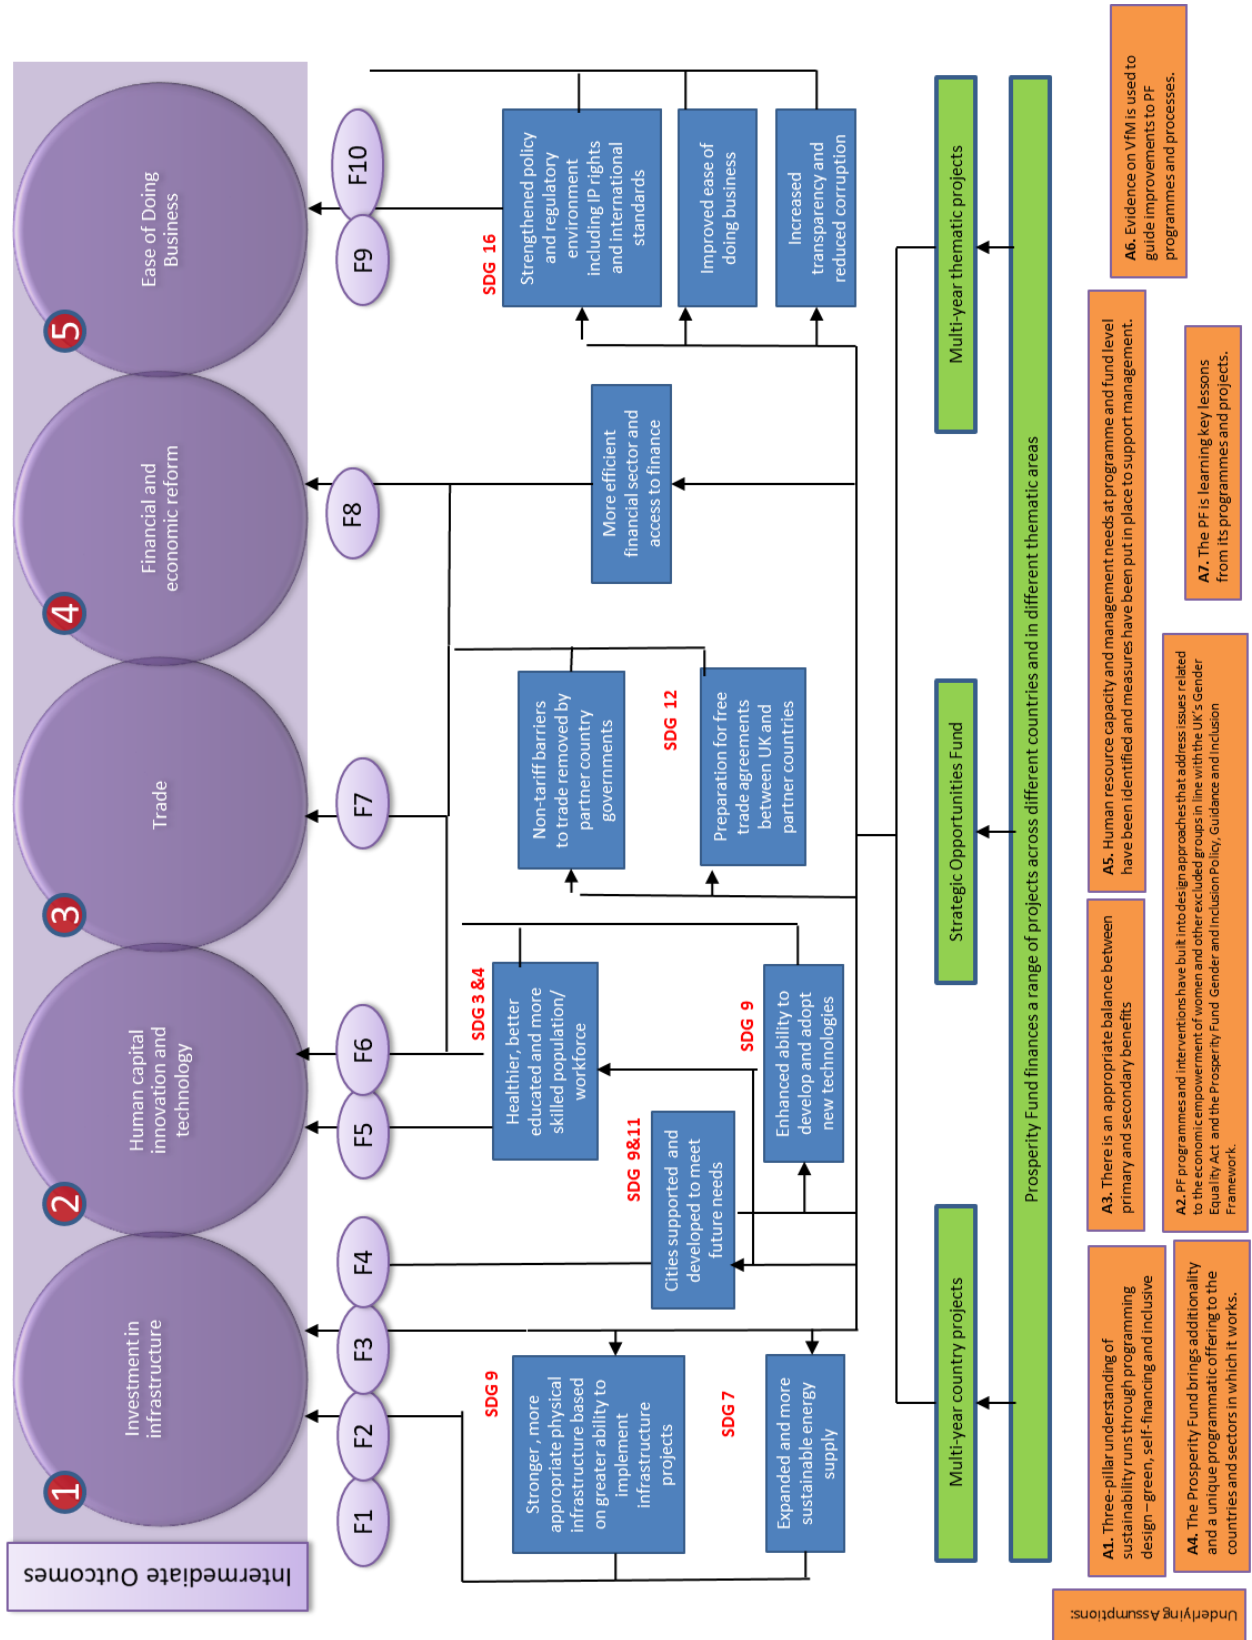 Intermediate Outcomes
1
Investment in
infrastructure
2
Human capital
innovation and
technology
3
Trade
4
Financial and
economic reform
5
Ease of Doing
Business
F1
F2
F3
F4
F5
F6
F7
F8
F9
F10
SDG 9
Stronger , more
appropriate physical
infrastructure based
on greater ability to
implement
infrastructure
projects
SDG 7
Expanded and more
sustainable energy
supply
SDG 9&11
Cities supported and
developed to meet
future needs
SDG 3 &4
Healthier, better
educated and more
skilled population/
workforce
SDG 9
Enhanced ability to
develop and adopt
new technologies
Non-tariff barriers
to trade removed by
partner country
governments
SDG 12
Preparation for free
trade agreements
between UK and
partner countries
More efficient
financial sector and
access to finance
SDG 16
Strengthened policy
and regulatory
environment
including IP rights
and international
standards
Improved ease of
doing business
Increased
transparency and
reduced corruption
Multi-year country projects
Strategic Opportunities Fund
Multi-year thematic projects
Prosperity Fund finances a range of projects across different countries and in different thematic areas
Underlying Assumptions:
A1. Three-pillar understanding of
sustainability runs through programming
design – green, self-financing and inclusive
A4. The Prosperity Fund brings additionality
and a unique programmatic offering to the
countries and sectors in which it works.
A3. There is an appropriate balance between
primary and secondary benefits
A2. PF programmes and interventions have built into design approaches that address issues related
to the economic empowerment of women and other excluded groups in line with the UK's Gender
Equality Act and the Prosperity Fund Gender and Inclusion Policy, Guidance and Inclusion
Framework.
A5. Human resource capacity and management needs at programme and fund level
have been identified and measures have been put in place to support management.
A7. The PF is learning key lessons
from its programmes and projects.
A6. Evidence on VfM is used to
guide improvements to PF
programmes and processes.